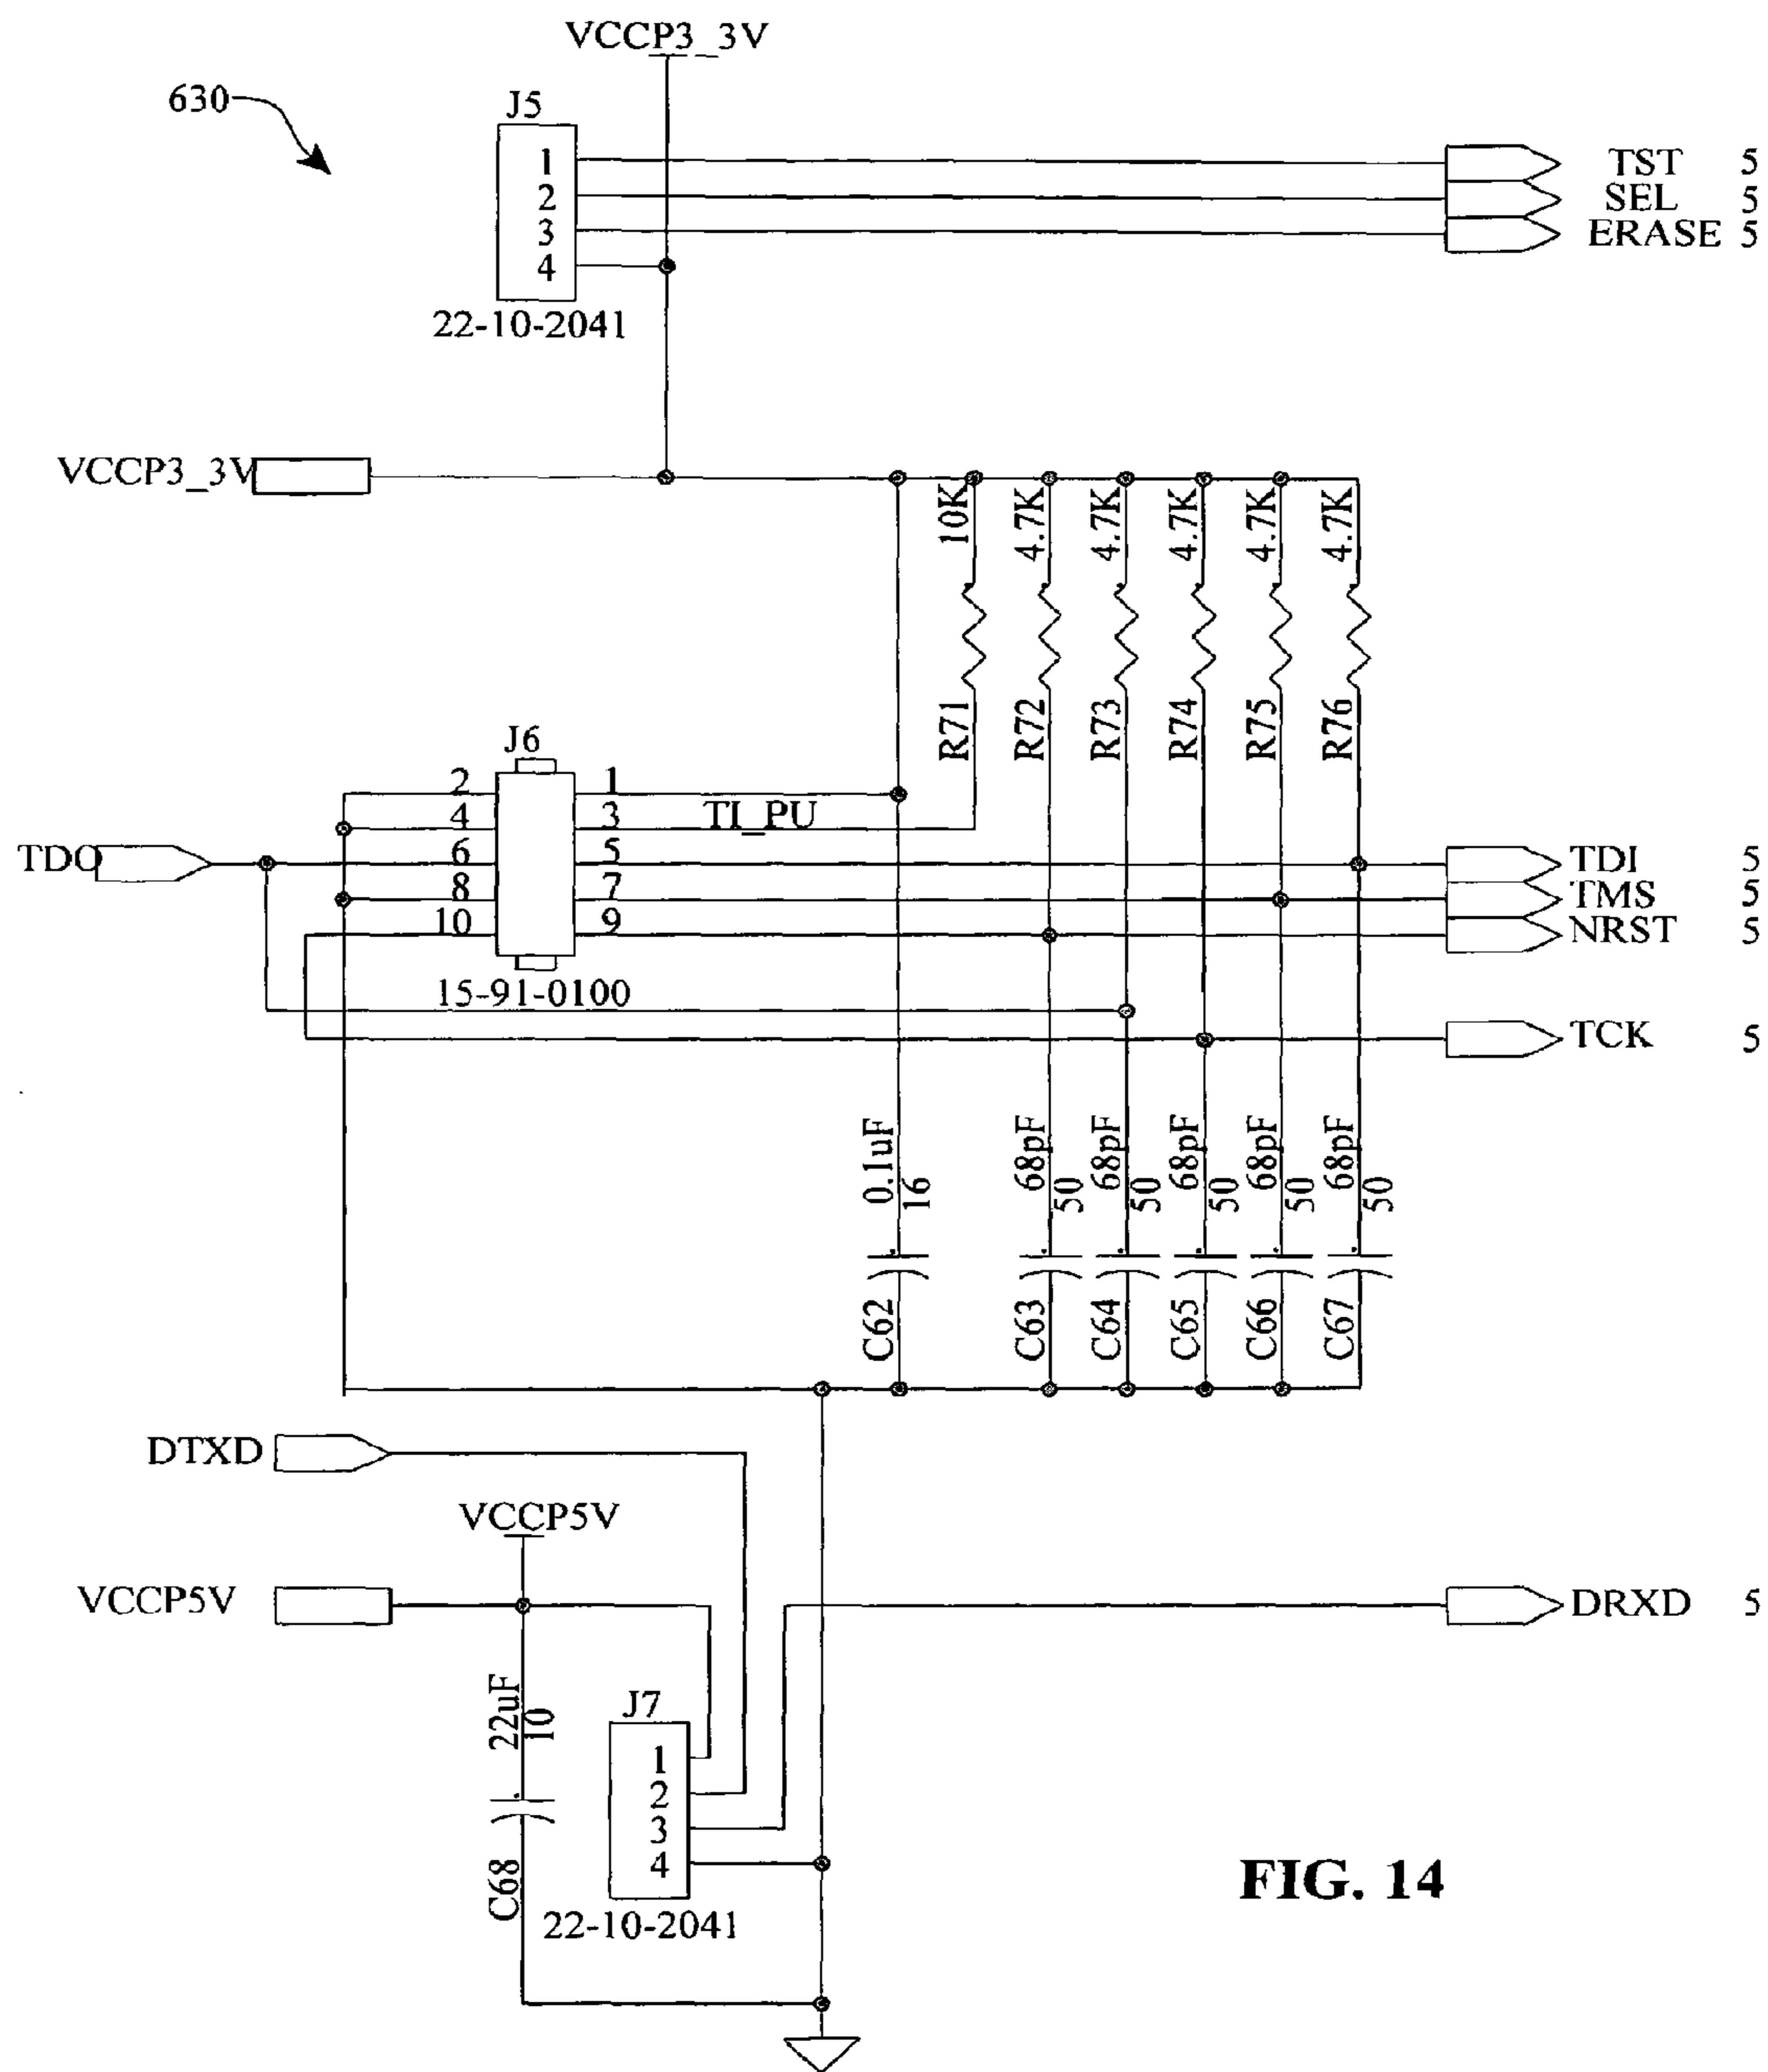 VCCP3_3V
630
J5
1
TST 5
2
SEL 5
3
ERASE 5
4
22-10-2041
VCCP3_3V
10K
4.7K
4.7K
4.7K
4.7K
4.7K
R71
R72
R73
R74
R75
R76
J6
2 1
4 3 TI_PU
TDO 6 5 TDI 5
8 7 TMS 5
10 9 NRST 5
15-91-0100
TCK 5
0.1uF 16
68pF 50
68pF 50
68pF 50
68pF 50
68pF 50
C62
C63
C64
C65
C66
C67
DTXD
VCCP5V
VCCP5V
DRXD 5
22uF 10
C68
J7
1
2
3
4
22-10-2041
FIG. 14